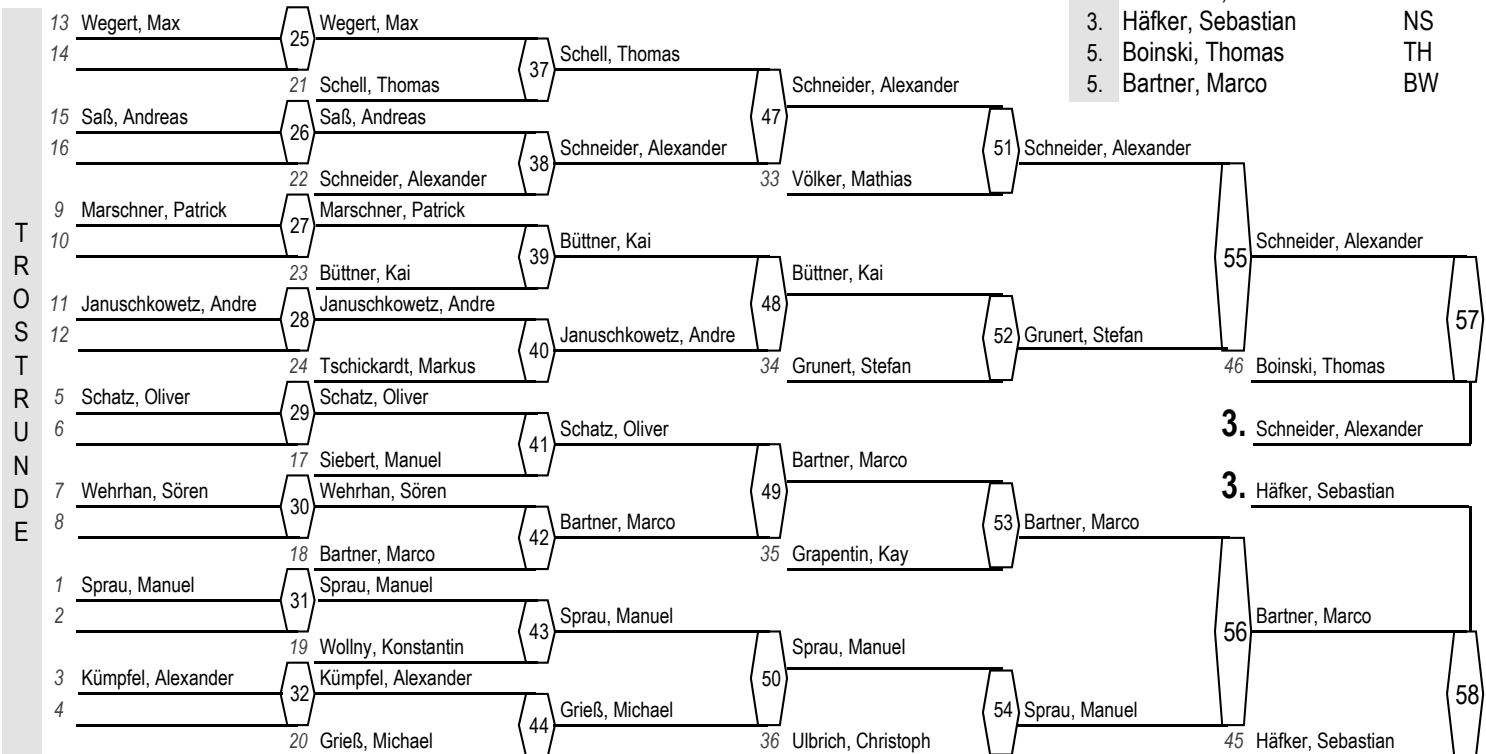 3. Häfker, Sebastian NS
5. Boinski, Thomas TH
5. Bartner, Marco BW
TROSTRUNDE
13 Wegert, Max 25 Wegert, Max
14
37 Schell, Thomas
21 Schell, Thomas
47 Schneider, Alexander
15 Saß, Andreas 26 Saß, Andreas
16
38 Schneider, Alexander
22 Schneider, Alexander
33 Völker, Mathias
51 Schneider, Alexander
9 Marschner, Patrick 27 Marschner, Patrick
10
39 Büttner, Kai
23 Büttner, Kai
48 Büttner, Kai
11 Januschkowetz, Andre 28 Januschkowetz, Andre
12
40 Januschkowetz, Andre
24 Tschickardt, Markus
34 Grunert, Stefan
52 Grunert, Stefan
55 Schneider, Alexander
57
46 Boinski, Thomas
3. Schneider, Alexander
5 Schatz, Oliver 29 Schatz, Oliver
6
41 Schatz, Oliver
17 Siebert, Manuel
49 Bartner, Marco
7 Wehrhan, Sören 30 Wehrhan, Sören
8
42 Bartner, Marco
18 Bartner, Marco
35 Grapentin, Kay
53 Bartner, Marco
3. Häfker, Sebastian
1 Sprau, Manuel 31 Sprau, Manuel
2
43 Sprau, Manuel
19 Wollny, Konstantin
50 Sprau, Manuel
3 Kümpfel, Alexander 32 Kümpfel, Alexander
4
44 Grieß, Michael
20 Grieß, Michael
36 Ulbrich, Christoph
54 Sprau, Manuel
56 Bartner, Marco
58
45 Häfker, Sebastian